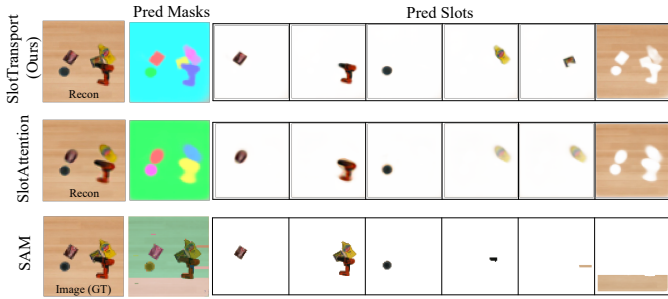 Pred Masks
Pred Slots
SlotTransport
(Ours)
Recon
SlotAttention
Recon
SAM
Image (GT)